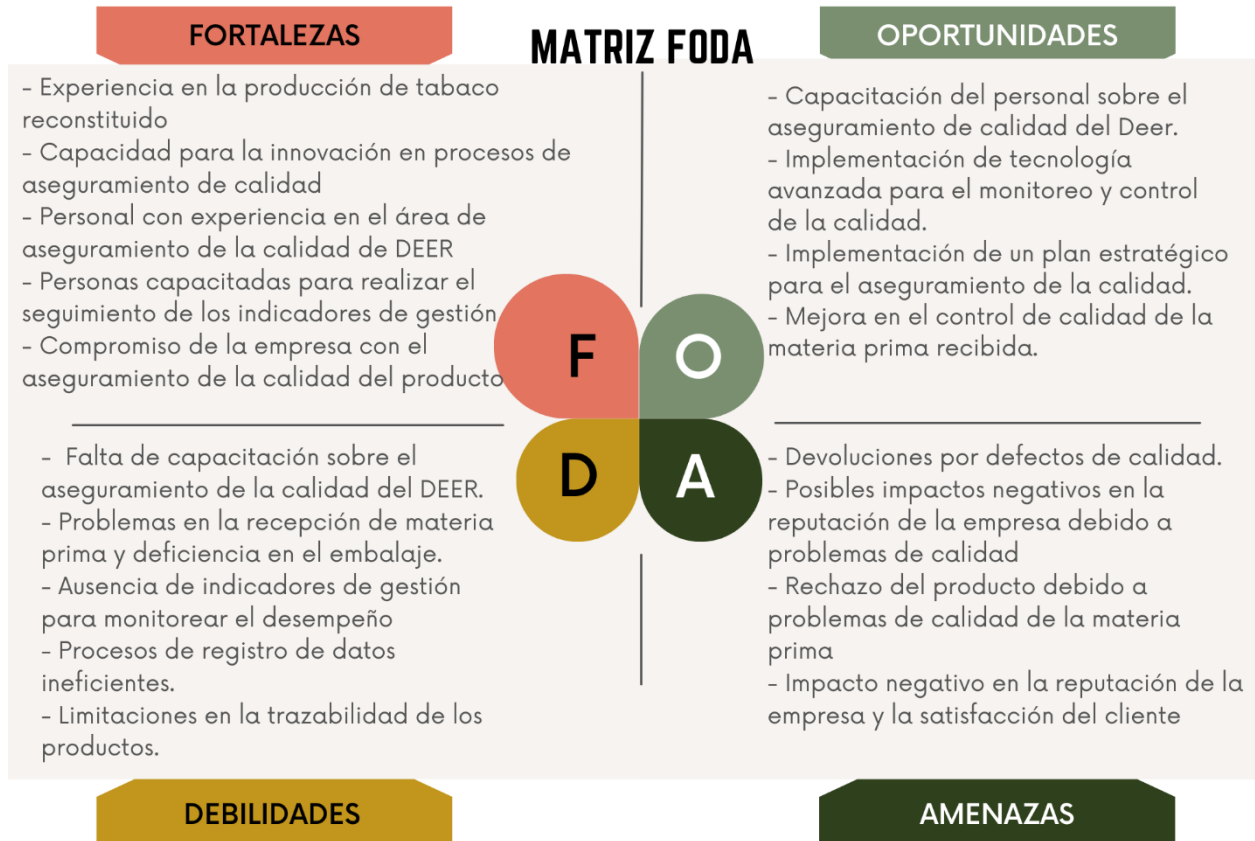 MATRIZ FODA
FORTALEZAS
- Experiencia en la producción de tabaco
reconstituido
- Capacidad para la innovación en procesos de
aseguramiento de calidad
- Personal con experiencia en el área de
aseguramiento de la calidad de DEER
- Personas capacitadas para realizar el
seguimiento de los indicadores de gestión
- Compromiso de la empresa con el
aseguramiento de la calidad del producto
OPORTUNIDADES
- Capacitación del personal sobre el
aseguramiento de calidad del Deer.
- Implementación de tecnología
avanzada para el monitoreo y control
de la calidad.
- Implementación de un plan estratégico
para el aseguramiento de la calidad.
- Mejora en el control de calidad de la
materia prima recibida.
F
O
D
A
- Falta de capacitación sobre el
aseguramiento de la calidad del DEER.
- Problemas en la recepción de materia
prima y deficiencia en el embalaje.
- Ausencia de indicadores de gestión
para monitorear el desempeño
- Procesos de registro de datos
ineficientes.
- Limitaciones en la trazabilidad de los
productos.
DEBILIDADES
- Devoluciones por defectos de calidad.
- Posibles impactos negativos en la
reputación de la empresa debido a
problemas de calidad
- Rechazo del producto debido a
problemas de calidad de la materia
prima
- Impacto negativo en la reputación de la
empresa y la satisfacción del cliente
AMENAZAS